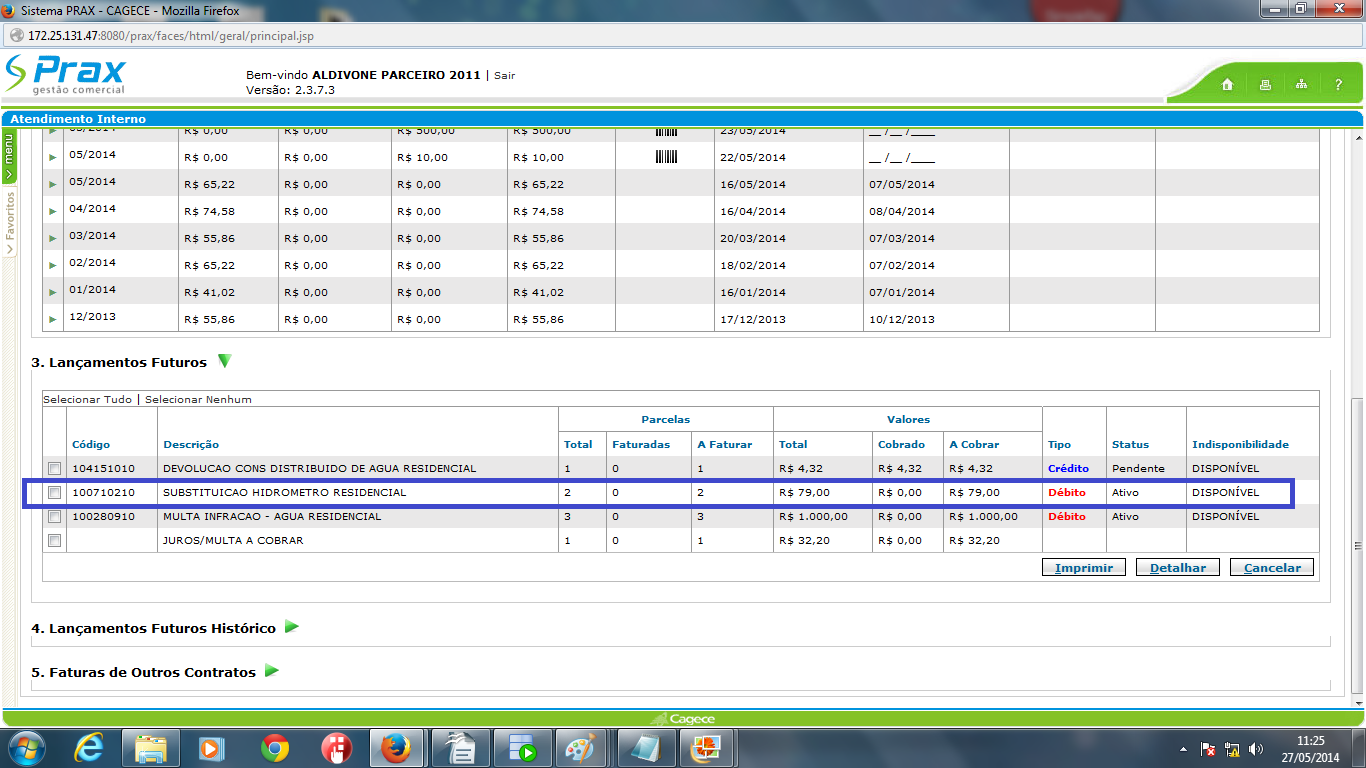 Sistema PRAX - CAGECE - Mozilla Firefox
172.25.131.47:8080/prax/faces/html/geral/principal.jsp
Prax
gestão comercial
Bem-vindo ALDIVONE PARCEIRO 2011 | Sair
Versão: 2.3.7.3
?
Atendimento Interno
menu
Favoritos
05/2014 R$ 0,00 R$ 500,00 R$ 500,00 23/05/2014 __ /__ /____
05/2014 R$ 0,00 R$ 10,00 R$ 10,00 22/05/2014 __ /__ /____
05/2014 R$ 65,22 R$ 0,00 R$ 0,00 R$ 65,22 16/05/2014 07/05/2014
04/2014 R$ 74,58 R$ 0,00 R$ 0,00 R$ 74,58 16/04/2014 08/04/2014
03/2014 R$ 55,86 R$ 0,00 R$ 0,00 R$ 55,86 20/03/2014 07/03/2014
02/2014 R$ 65,22 R$ 0,00 R$ 0,00 R$ 65,22 18/02/2014 07/02/2014
01/2014 R$ 41,02 R$ 0,00 R$ 0,00 R$ 41,02 16/01/2014 07/01/2014
12/2013 R$ 55,86 R$ 0,00 R$ 0,00 R$ 55,86 17/12/2013 10/12/2013
3. Lançamentos Futuros
Selecionar Tudo | Selecionar Nenhum
Parcelas Valores
Código Descrição Total Faturadas A Faturar Total Cobrado A Cobrar Tipo Status Indisponibilidade
104151010 DEVOLUCAO CONS DISTRIBUIDO DE AGUA RESIDENCIAL 1 0 1 R$ 4,32 R$ 4,32 R$ 4,32 Crédito Pendente DISPONÍVEL
100710210 SUBSTITUICAO HIDROMETRO RESIDENCIAL 2 0 2 R$ 79,00 R$ 0,00 R$ 79,00 Débito Ativo DISPONÍVEL
100280910 MULTA INFRACAO - AGUA RESIDENCIAL 3 0 3 R$ 1.000,00 R$ 0,00 R$ 1.000,00 Débito Ativo DISPONÍVEL
JUROS/MULTA A COBRAR 1 0 1 R$ 32,20 R$ 0,00 R$ 32,20
Imprimir Detalhar Cancelar
4. Lançamentos Futuros Histórico
5. Faturas de Outros Contratos
Cagece
11:25
27/05/2014